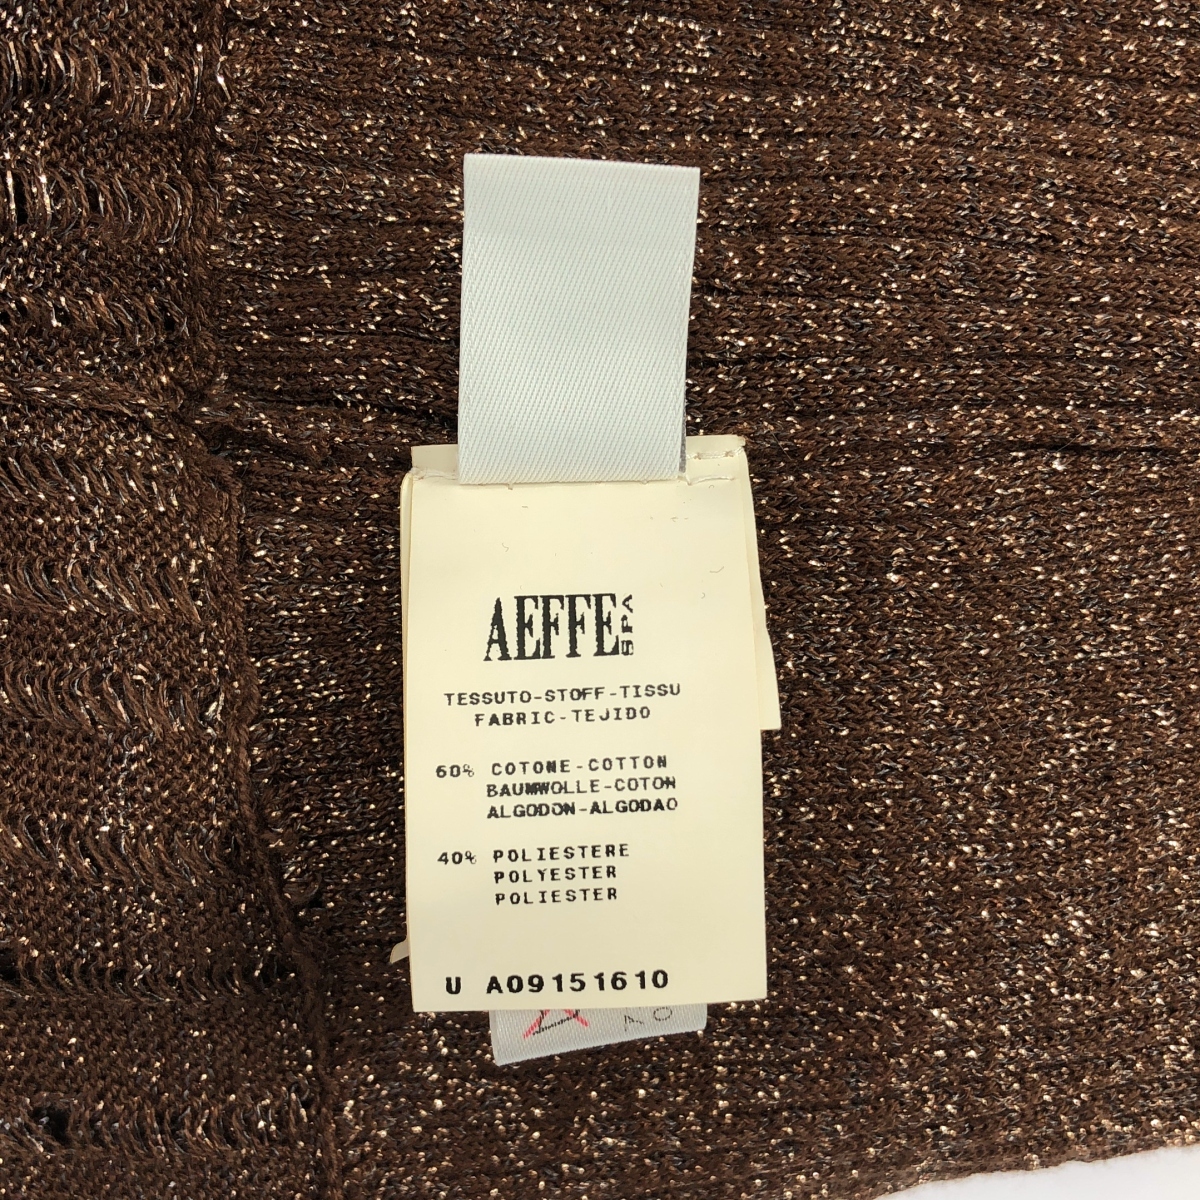 AEFFE SPA
TESSUTO-STOFF-TISSU
FABRIC-TEJIDO
60% COTONE-COTTON
BAUMWOLLE-COTON
ALGODON-ALGODAO
40% POLIESTERE
POLYESTER
POLIESTER
U A09151610